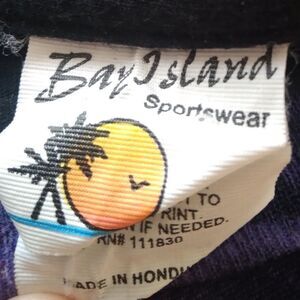 Bay Island
Sportswear
TO
RINT.
IF NEEDED.
RN# 111830
MADE IN HONDU